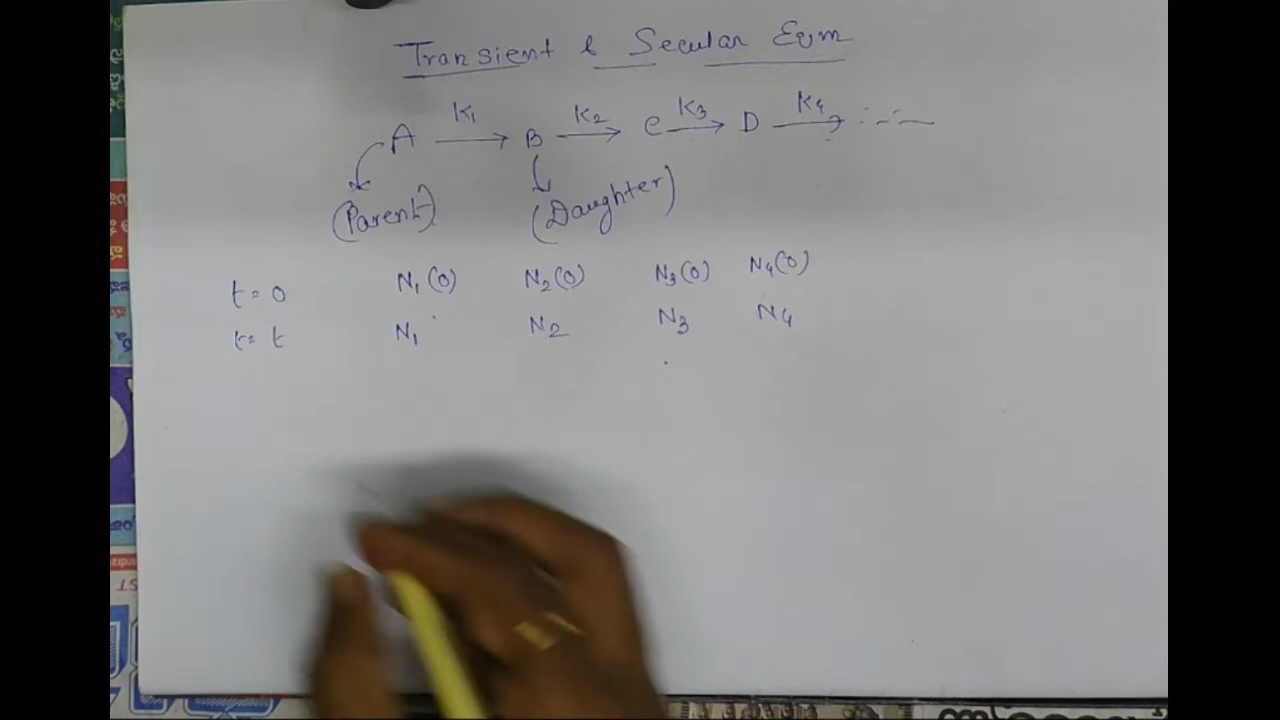 Transient & Secular Eqm
A K₁→ B K₂→ C K₃→ D K₄→ ----
(Parent) (Daughter)
t = 0 N₁(0) N₂(0) N₃(0) N₄(0)
t = t N₁ N₂ N₃ N₄
ST